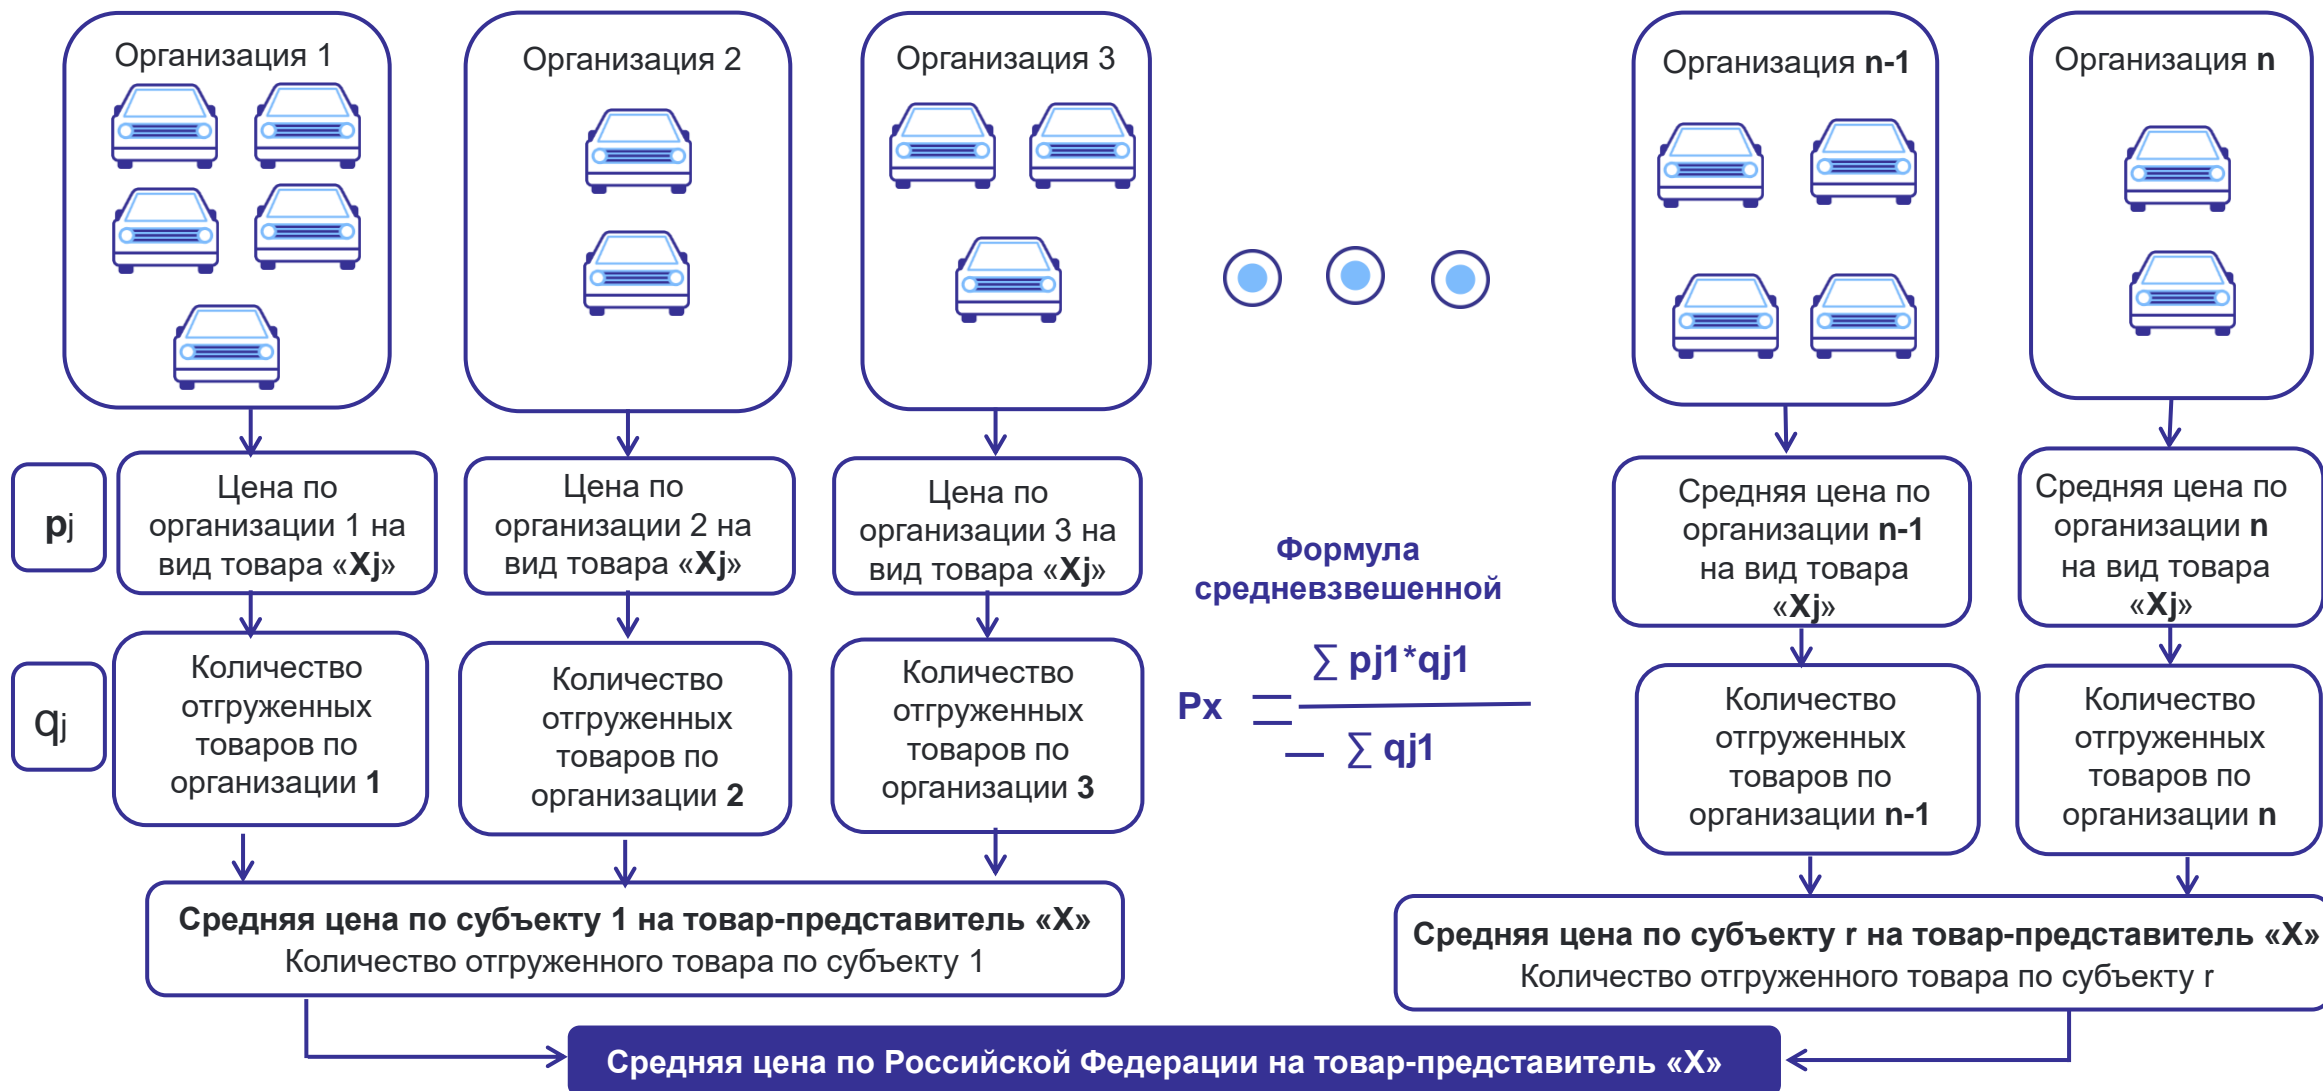 Организация 1
Организация 2
Организация 3
Организация n-1
Организация n
pj
Цена по
организации 1 на
вид товара «Xj»
Цена по
организации 2 на
вид товара «Xj»
Цена по
организации 3 на
вид товара «Xj»
Средняя цена по
организации n-1
на вид товара
«Xj»
Средняя цена по
организации n
на вид товара
«Xj»
Формула
средневзвешенной
Px = ∑ pj1*qj1
— ∑ qj1
qj
Количество
отгруженных
товаров по
организации 1
Количество
отгруженных
товаров по
организации 2
Количество
отгруженных
товаров по
организации 3
Количество
отгруженных
товаров по
организации n-1
Количество
отгруженных
товаров по
организации n
Средняя цена по субъекту 1 на товар-представитель «X»
Количество отгруженного товара по субъекту 1
Средняя цена по субъекту r на товар-представитель «X»
Количество отгруженного товара по субъекту r
Средняя цена по Российской Федерации на товар-представитель «X»